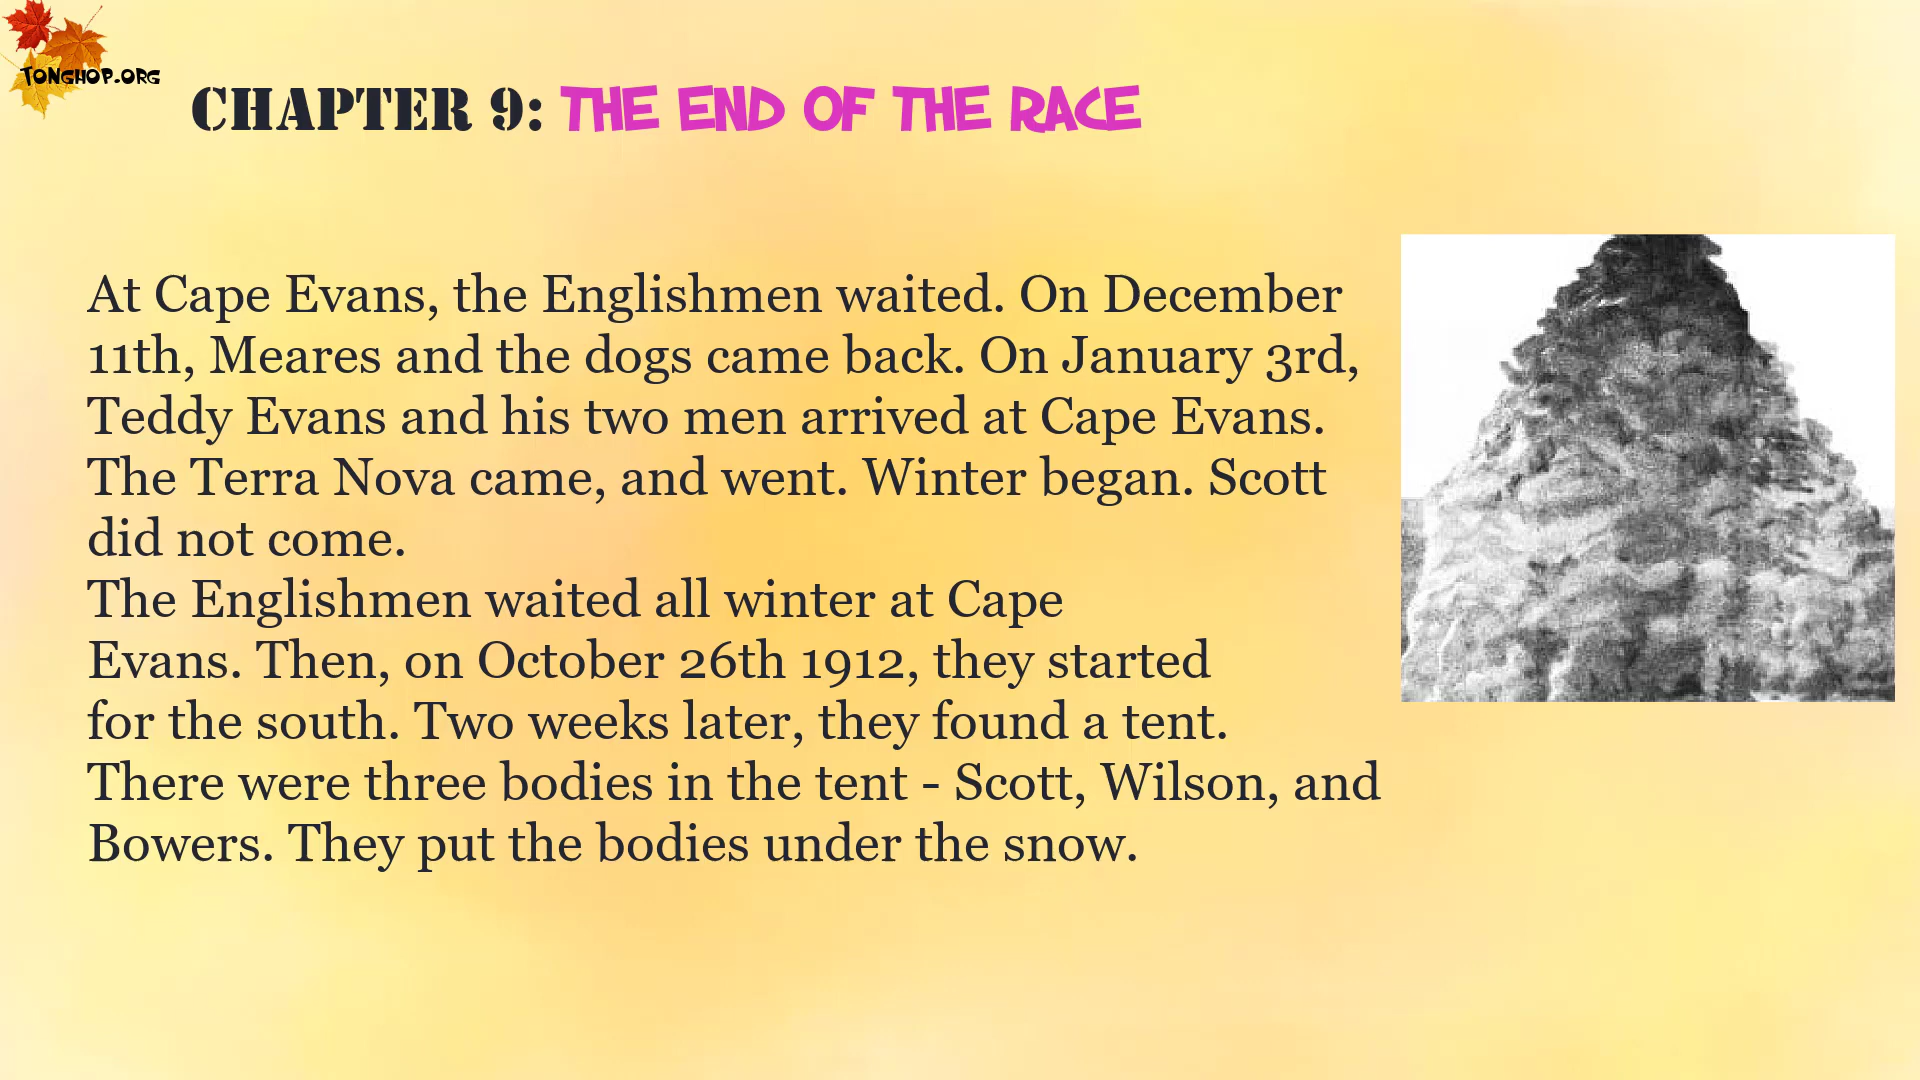 TONGHOP.ORG
CHAPTER 9: THE END OF THE RACE
At Cape Evans, the Englishmen waited. On December
11th, Meares and the dogs came back. On January 3rd,
Teddy Evans and his two men arrived at Cape Evans.
The Terra Nova came, and went. Winter began. Scott
did not come.
The Englishmen waited all winter at Cape
Evans. Then, on October 26th 1912, they started
for the south. Two weeks later, they found a tent.
There were three bodies in the tent - Scott, Wilson, and
Bowers. They put the bodies under the snow.